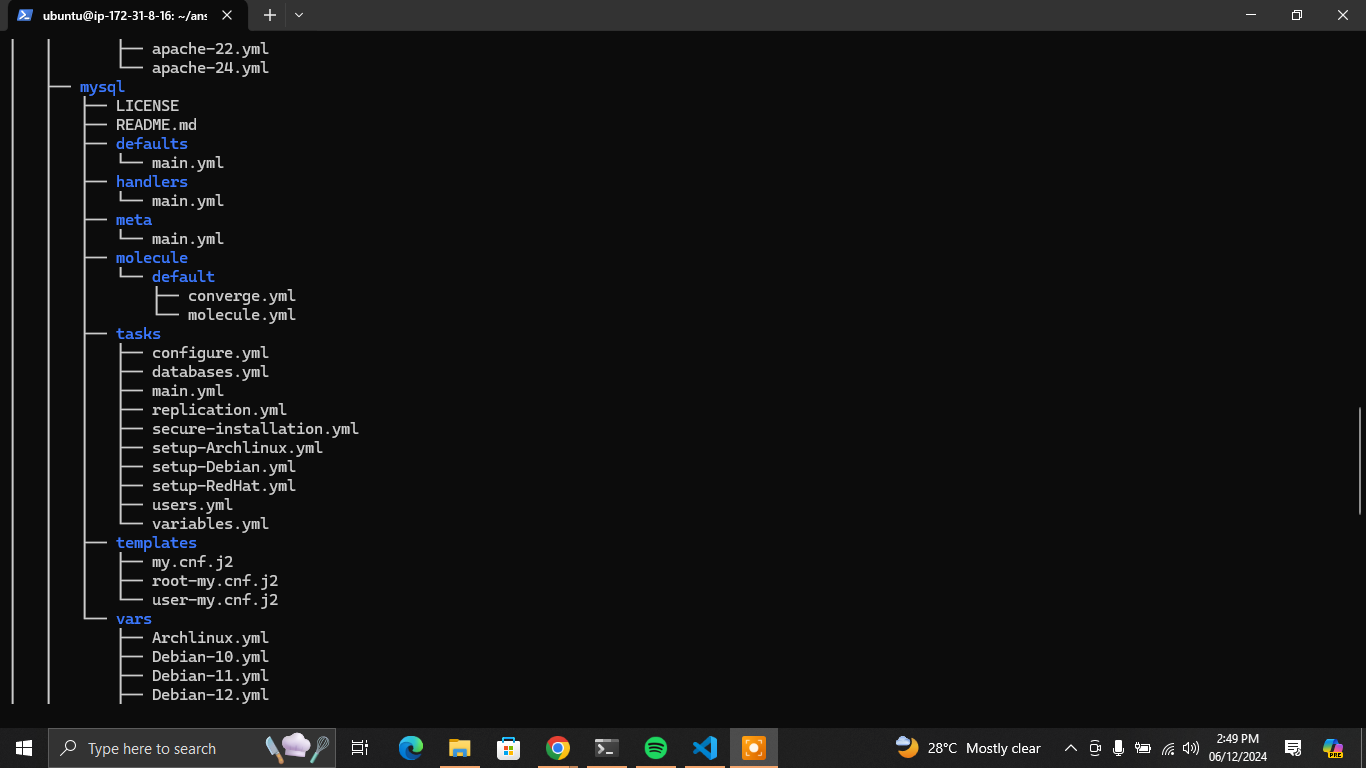 ubuntu@ip-172-31-8-16: ~/ans
apache-22.yml
apache-24.yml
mysql
LICENSE
README.md
defaults
main.yml
handlers
main.yml
meta
main.yml
molecule
default
converge.yml
molecule.yml
tasks
configure.yml
databases.yml
main.yml
replication.yml
secure-installation.yml
setup-Archlinux.yml
setup-Debian.yml
setup-RedHat.yml
users.yml
variables.yml
templates
my.cnf.j2
root-my.cnf.j2
user-my.cnf.j2
vars
Archlinux.yml
Debian-10.yml
Debian-11.yml
Debian-12.yml
Type here to search
28°C Mostly clear
2:49 PM
06/12/2024
PRE